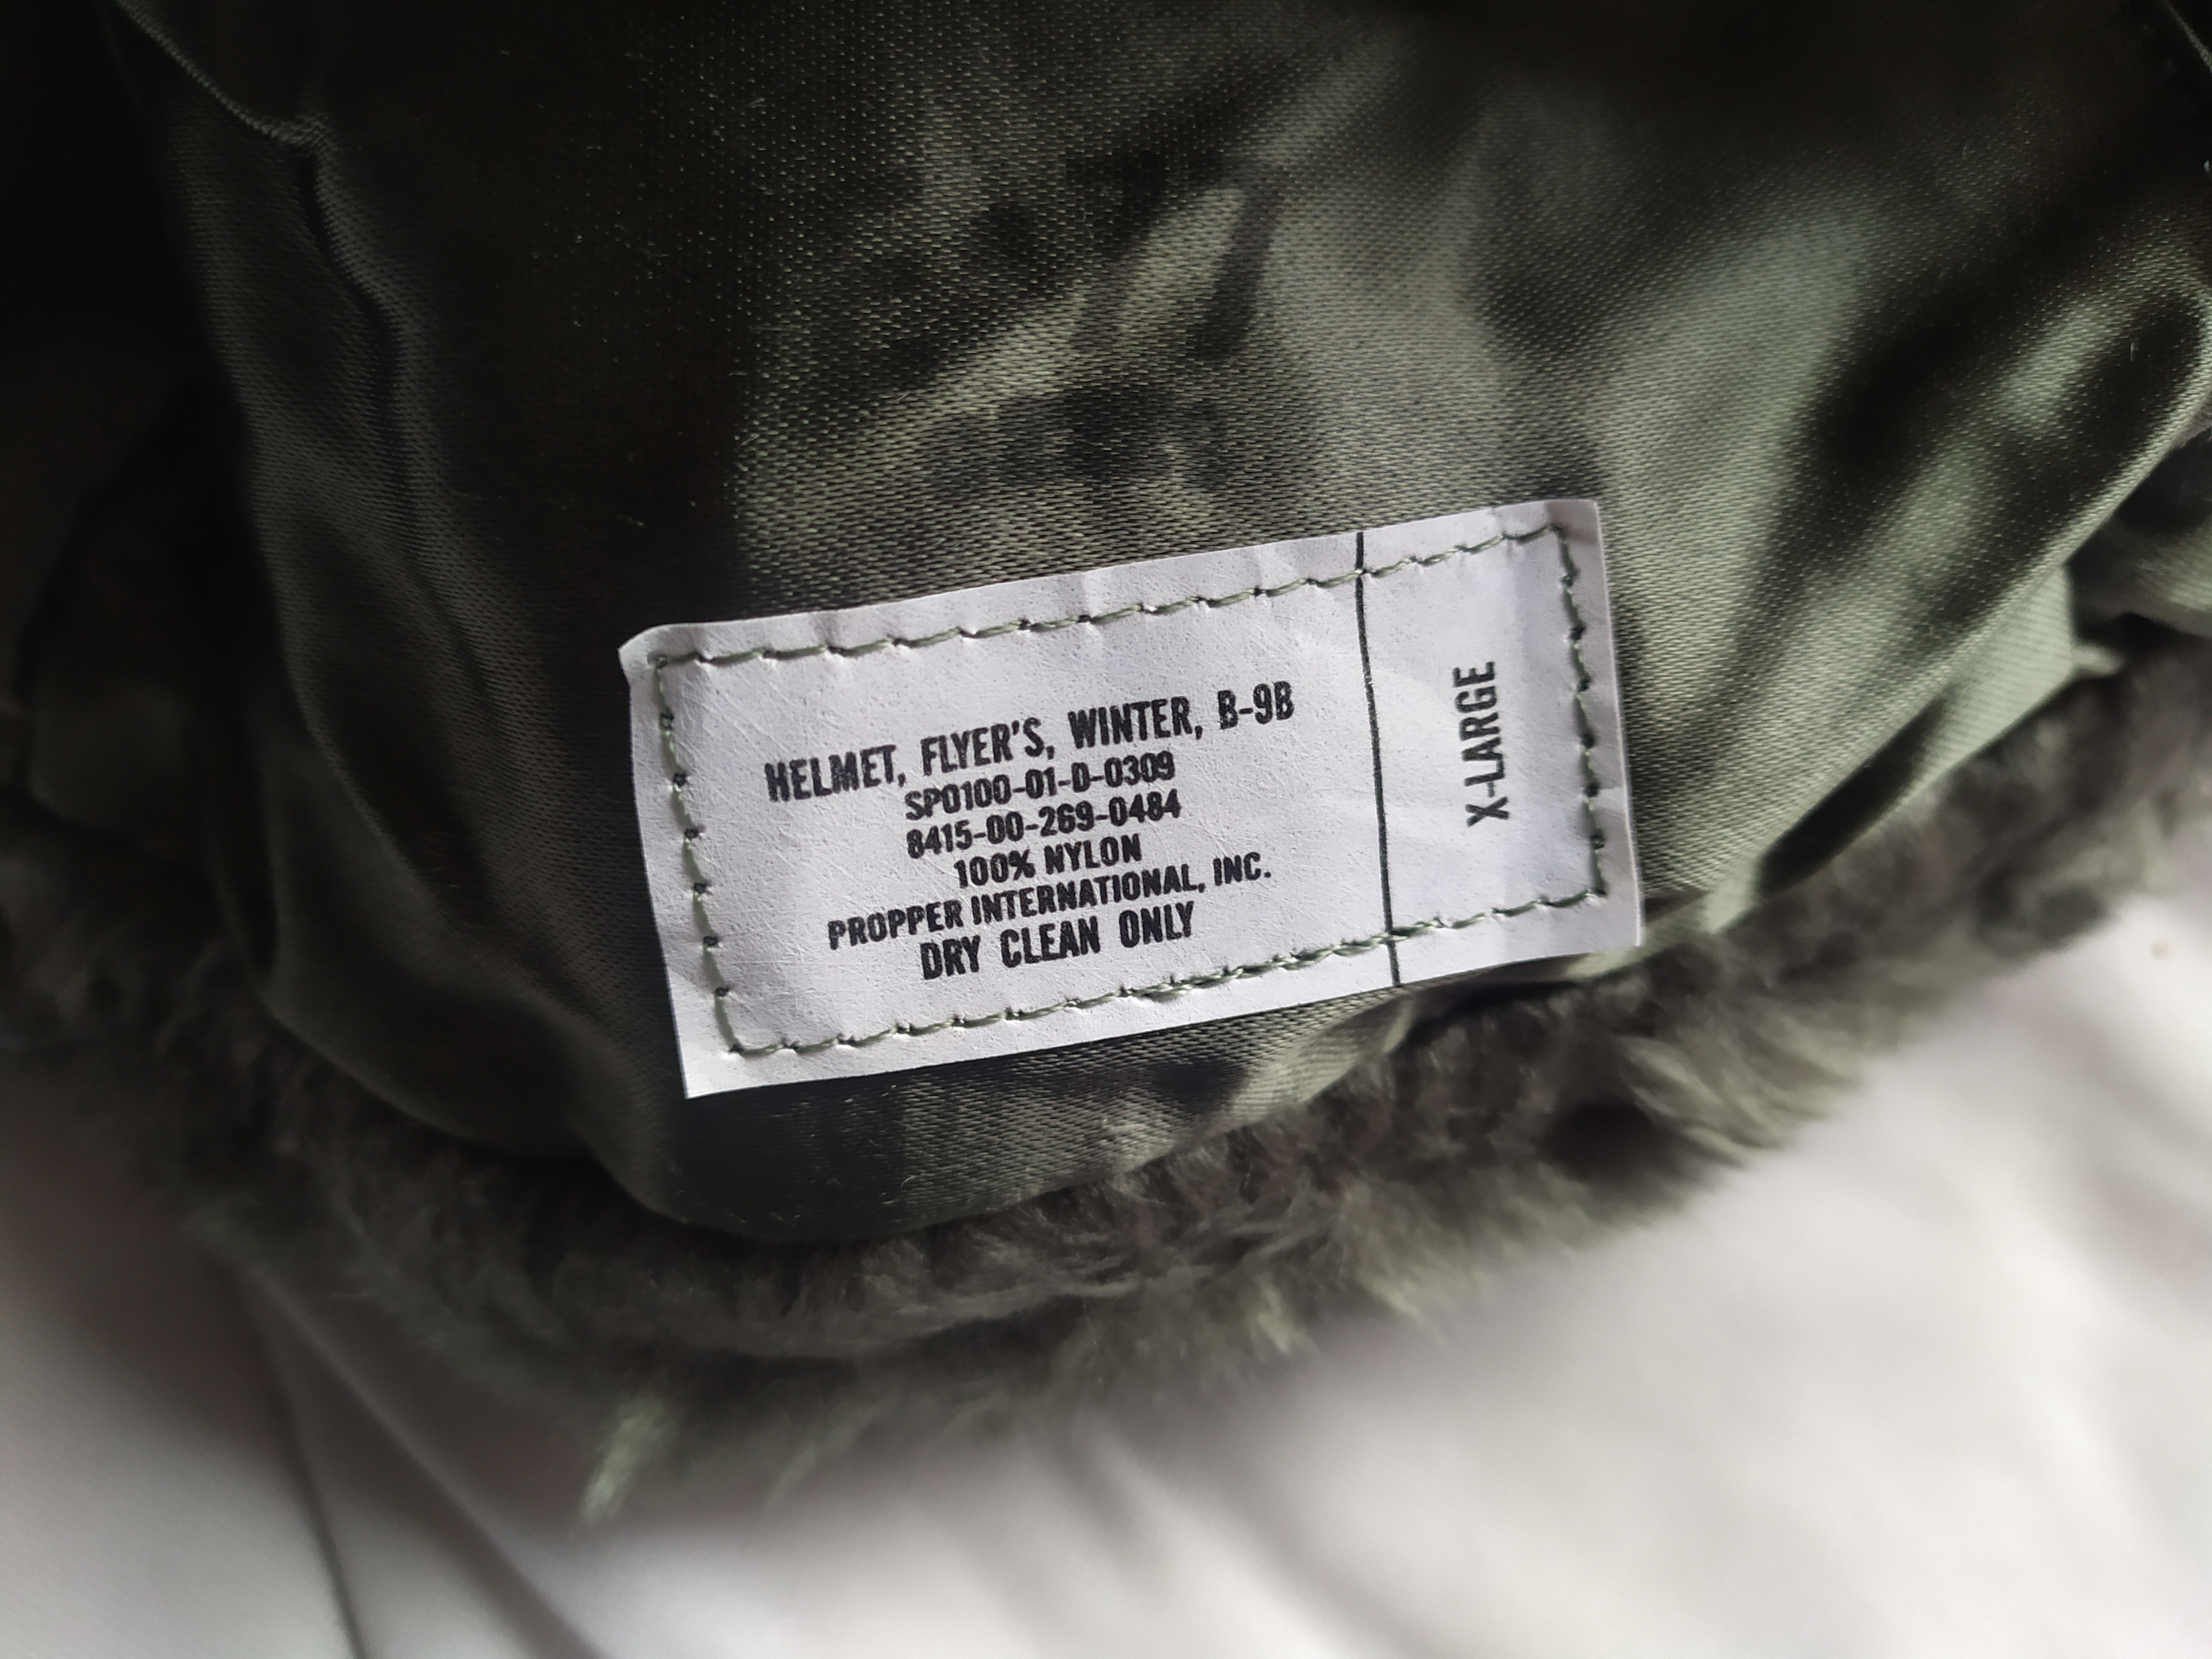 HELMET, FLYER'S, WINTER, B-9B
SP0100-01-D-0309
8415-00-269-0484
100% NYLON
PROPPER INTERNATIONAL, INC.
DRY CLEAN ONLY
X-LARGE